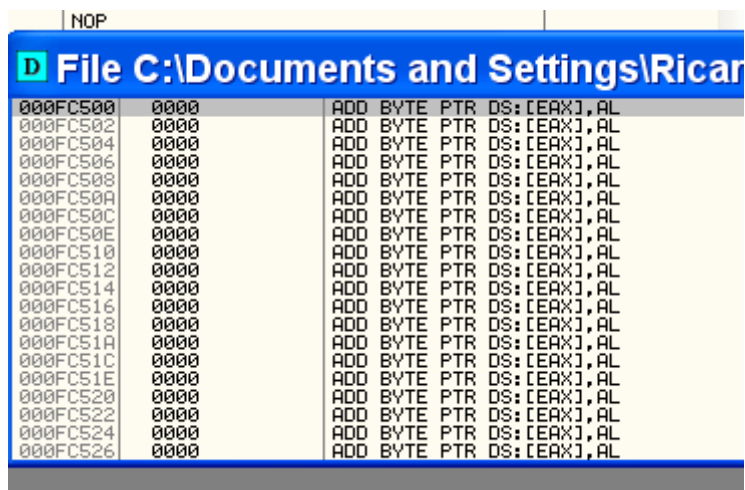 NOP
D File C:\Documents and Settings\Ricar
000FC500 0000 ADD BYTE PTR DS:[EAX],AL
000FC502 0000 ADD BYTE PTR DS:[EAX],AL
000FC504 0000 ADD BYTE PTR DS:[EAX],AL
000FC506 0000 ADD BYTE PTR DS:[EAX],AL
000FC508 0000 ADD BYTE PTR DS:[EAX],AL
000FC50A 0000 ADD BYTE PTR DS:[EAX],AL
000FC50C 0000 ADD BYTE PTR DS:[EAX],AL
000FC50E 0000 ADD BYTE PTR DS:[EAX],AL
000FC510 0000 ADD BYTE PTR DS:[EAX],AL
000FC512 0000 ADD BYTE PTR DS:[EAX],AL
000FC514 0000 ADD BYTE PTR DS:[EAX],AL
000FC516 0000 ADD BYTE PTR DS:[EAX],AL
000FC518 0000 ADD BYTE PTR DS:[EAX],AL
000FC51A 0000 ADD BYTE PTR DS:[EAX],AL
000FC51C 0000 ADD BYTE PTR DS:[EAX],AL
000FC51E 0000 ADD BYTE PTR DS:[EAX],AL
000FC520 0000 ADD BYTE PTR DS:[EAX],AL
000FC522 0000 ADD BYTE PTR DS:[EAX],AL
000FC524 0000 ADD BYTE PTR DS:[EAX],AL
000FC526 0000 ADD BYTE PTR DS:[EAX],AL